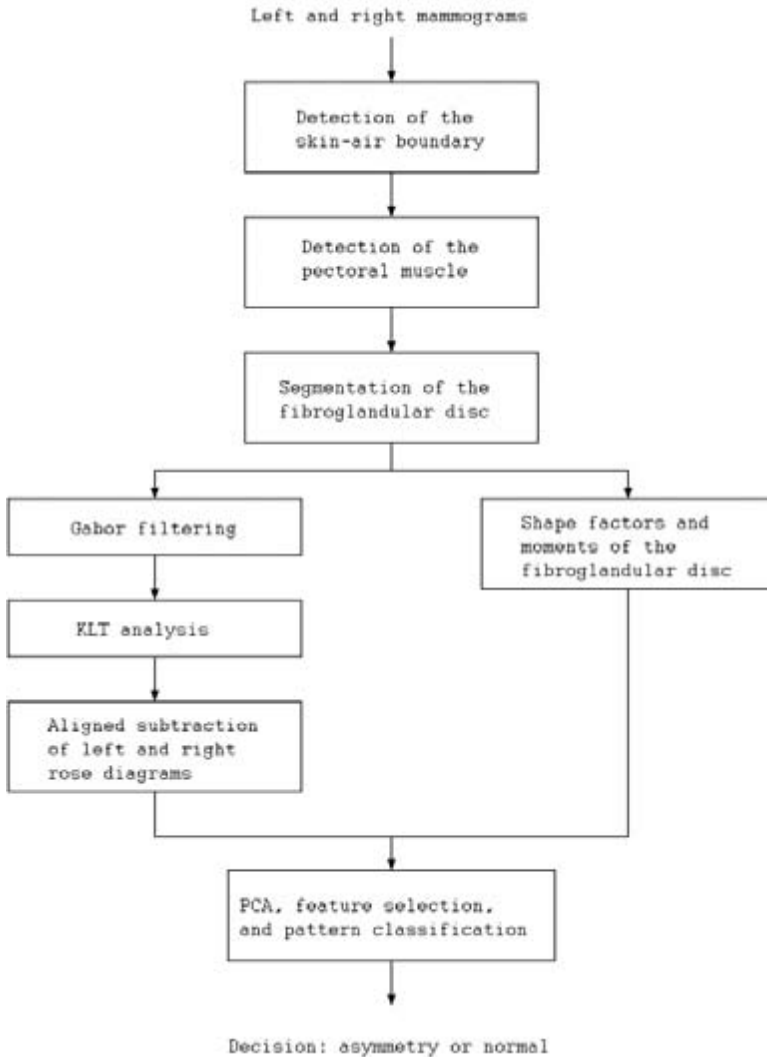 Left and right mammograms
Detection of the
skin-air boundary
Detection of the
pectoral muscle
Segmentation of the
fibroglandular disc
Gabor filtering
KLT analysis
Aligned subtraction
of left and right
rose diagrams
Shape factors and
moments of the
fibroglandular disc
PCA, feature selection,
and pattern classification
Decision: asymmetry or normal